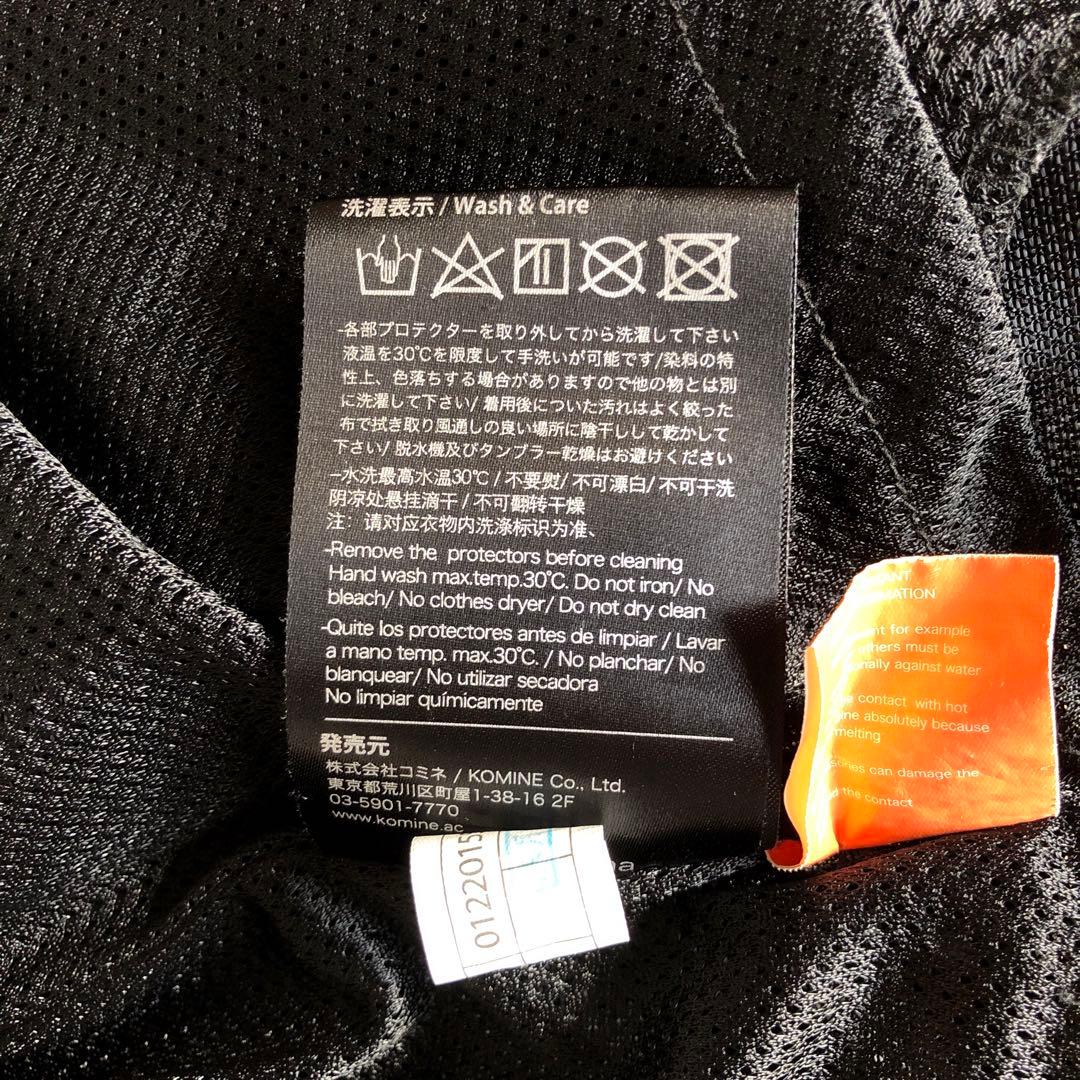 洗濯表示 / Wash & Care
-各部プロテクターを取り外してから洗濯して下さい
液温を30℃を限度して手洗いが可能です/染料の特
性上、色落ちする場合がありますので他の物とは別
に洗濯して下さい/ 着用後についた汚れはよく絞った
布で拭き取り風通しの良い場所に陰干しして乾かして
下さい/ 脱水機及びタンブラー乾燥はお避けください
-水洗最高水温30℃ / 不要熨/ 不可漂白/ 不可干洗
阴凉处悬挂滴干 / 不可翻转干燥
注：请对应衣物内洗涤标识为准、
-Remove the protectors before cleaning
Hand wash max.temp.30℃. Do not iron/ No
bleach/ No clothes dryer/ Do not dry clean
-Quite los protectores antes de limpiar / Lavar
a mano temp. max.30℃. / No planchar/ No
blanquear/ No utilizar secadora
No limpiar químicamente
発売元
株式会社コミネ / KOMINE Co., Ltd.
東京都荒川区町屋1-38-16 2F
03-5901-7770
www.komine.ac
0122015
for example
others must be
against water
contact with hot
absolutely because
melting
can damage the
the contact